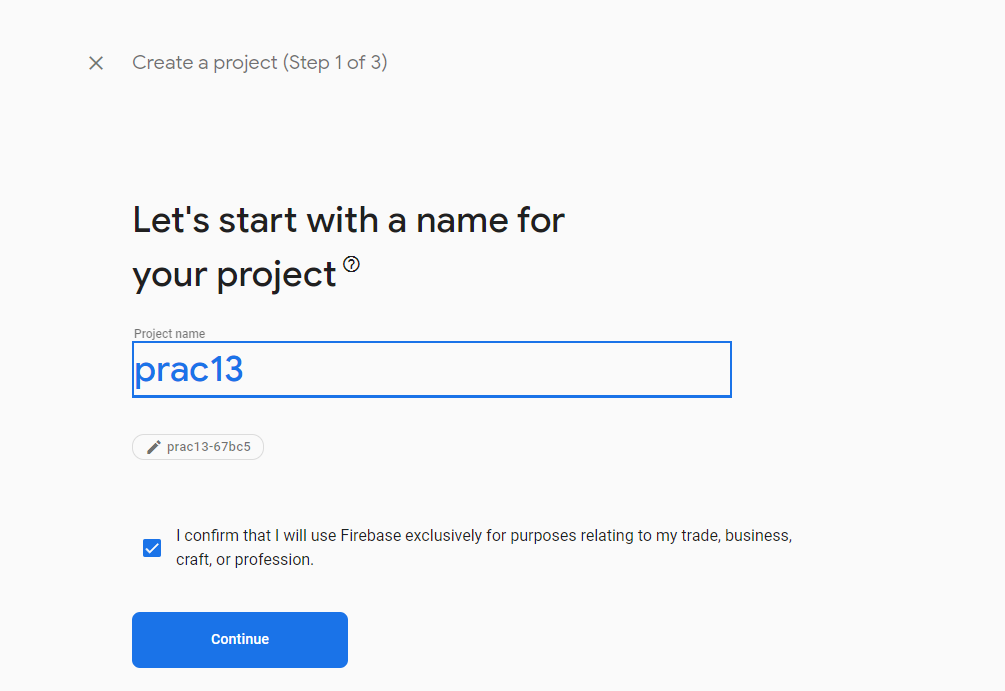 Create a project (Step 1 of 3)
Let's start with a name for
your project
Project name
prac13
prac13-67bc5
I confirm that I will use Firebase exclusively for purposes relating to my trade, business,
craft, or profession.
Continue